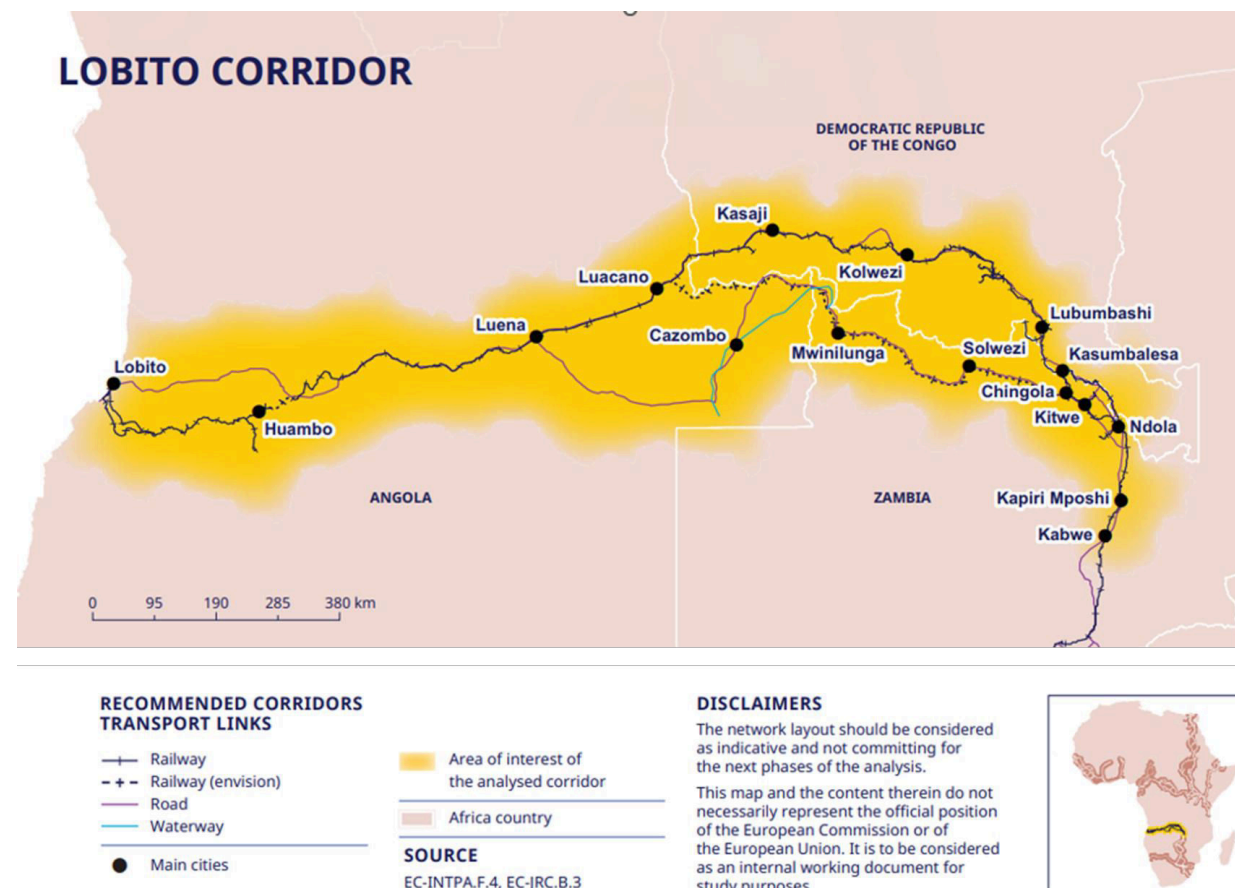 LOBITO CORRIDOR
DEMOCRATIC REPUBLIC
OF THE CONGO
Kasaji
Kolwezi
Luacano
Luena
Cazombo
Lubumbashi
Mwinilunga
Solwezi
Kasumbalesa
Lobito
Chingola
Kitwe
Ndola
Huambo
ANGOLA
ZAMBIA
Kapiri Mposhi
Kabwe
0 95 190 285 380 km
RECOMMENDED CORRIDORS
TRANSPORT LINKS
Railway
Railway (envision)
Road
Waterway
Main cities
Area of interest of
the analysed corridor
Africa country
SOURCE
EC-INTPA.F.4, EC-JRC.B.3
DISCLAIMERS
The network layout should be considered
as indicative and not committing for
the next phases of the analysis.
This map and the content therein do not
necessarily represent the official position
of the European Commission or of
the European Union. It is to be considered
as an internal working document for
study purposes.